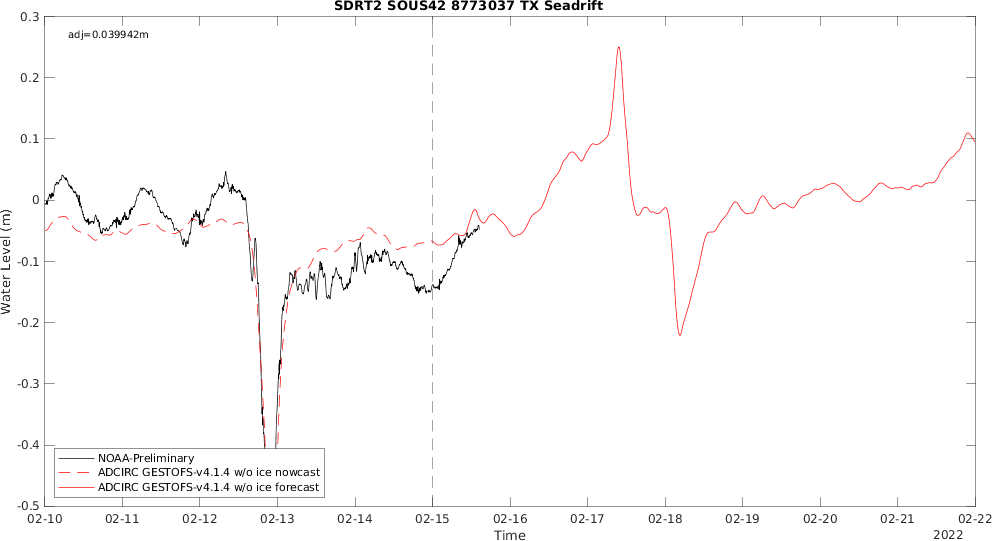 SDRT2 SOUS42 8773037 TX Seadrift
adj=0.039942m
0.3
0.2
0.1
0
-0.1
-0.2
-0.3
-0.4
-0.5
Water Level (m)
NOAA-Preliminary
ADCIRC GESTOFS-v4.1.4 w/o ice nowcast
ADCIRC GESTOFS-v4.1.4 w/o ice forecast
02-10 02-11 02-12 02-13 02-14 02-15 02-16 02-17 02-18 02-19 02-20 02-21 02-22
Time
2022